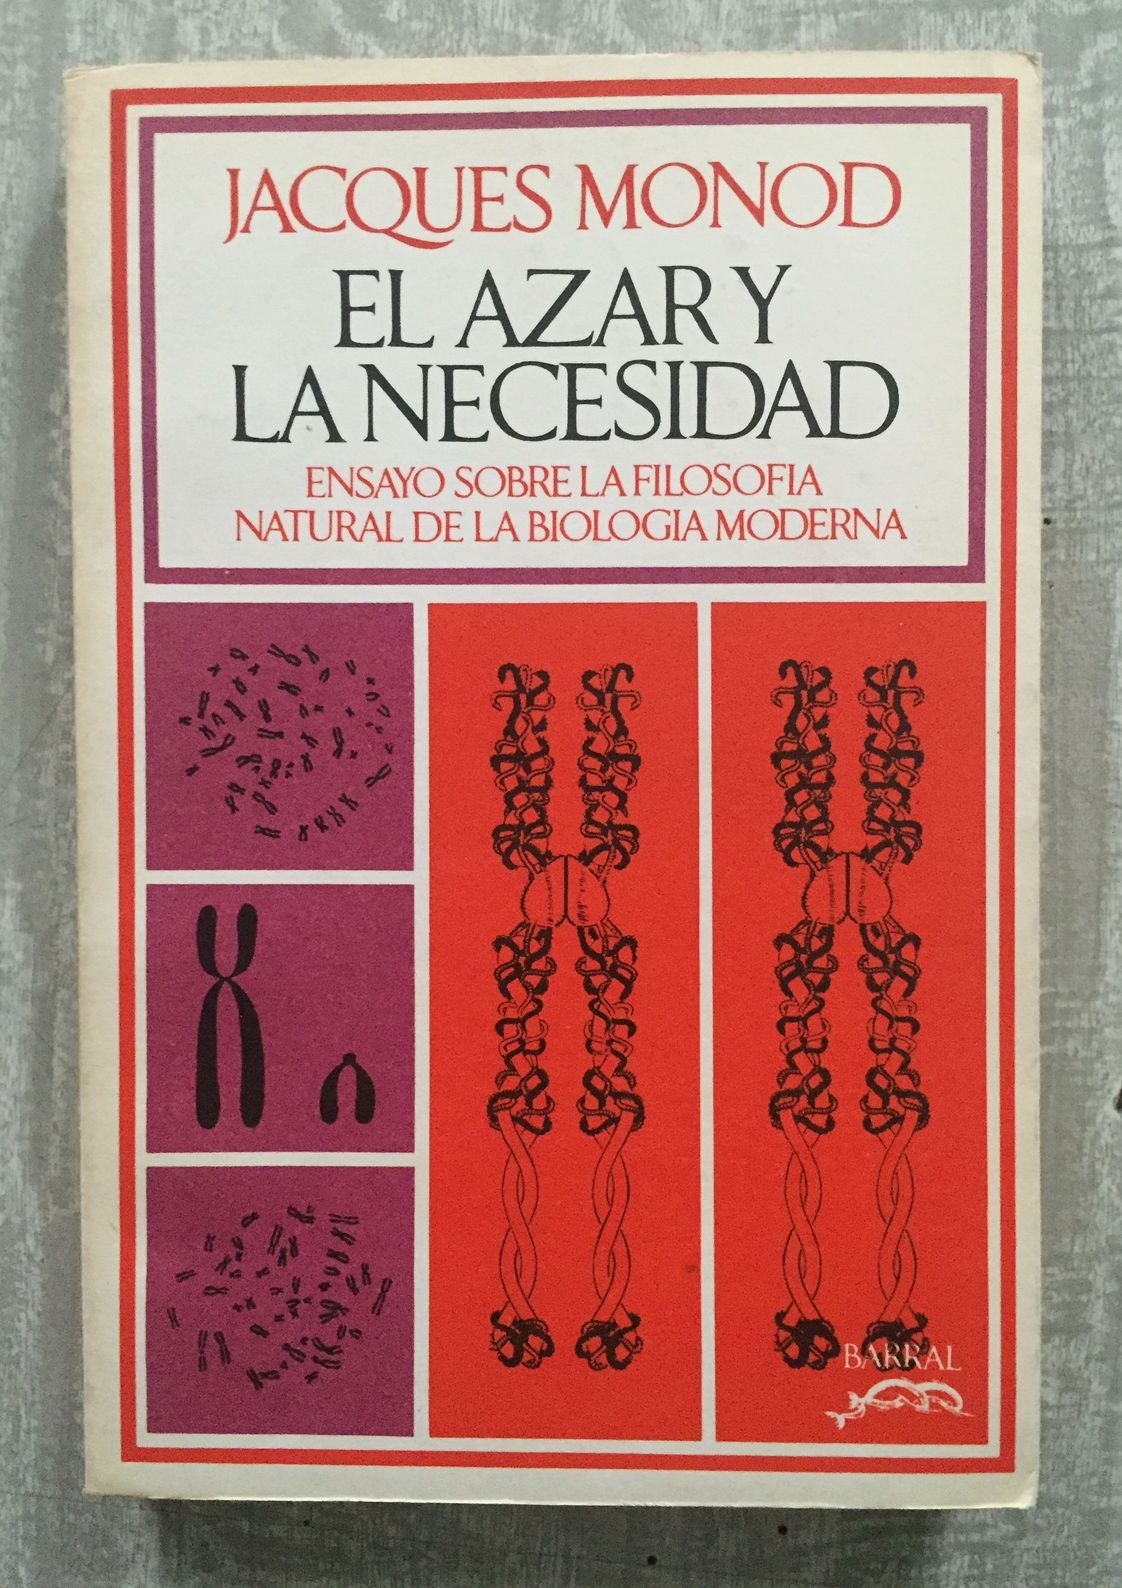 JACQUES MONOD
EL AZAR Y
LA NECESIDAD
ENSAYO SOBRE LA FILOSOFIA
NATURAL DE LA BIOLOGIA MODERNA
BARRAL